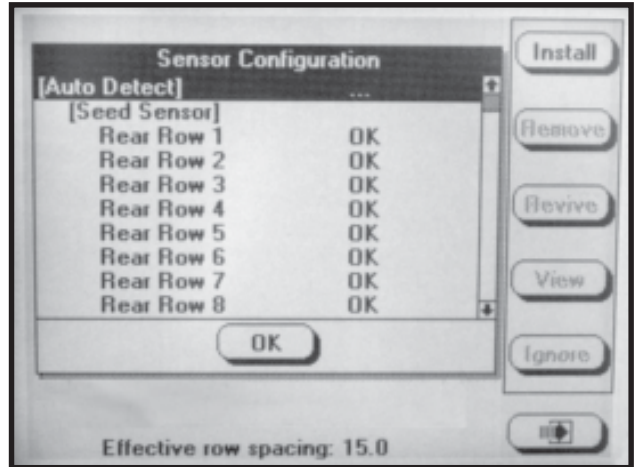 Sensor Configuration
[Auto Detect] ...
[Seed Sensor]
Rear Row 1 OK
Rear Row 2 OK
Rear Row 3 OK
Rear Row 4 OK
Rear Row 5 OK
Rear Row 6 OK
Rear Row 7 OK
Rear Row 8 OK
OK
Effective row spacing: 15.0
Install
Remove
Revive
View
Ignore